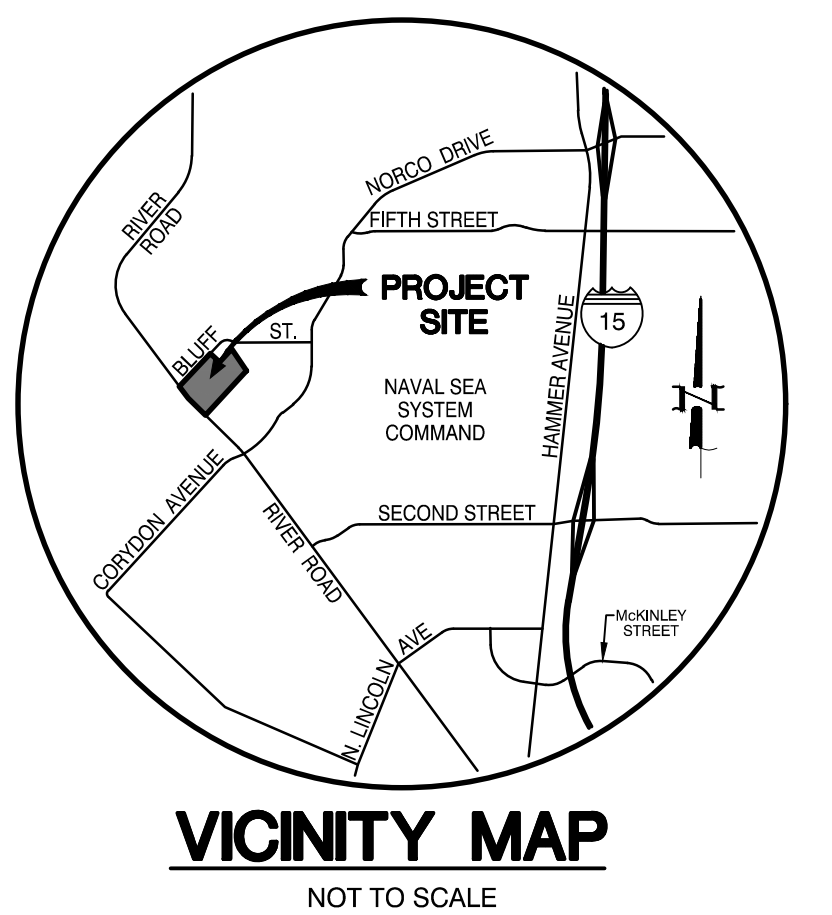 NORCO DRIVE
RIVER
ROAD
FIFTH STREET
PROJECT
SITE
BLUFF
ST.
15
HAMMER AVENUE
NAVAL SEA
SYSTEM
COMMAND
N
CORYDON AVENUE
SECOND STREET
RIVER ROAD
McKINLEY
STREET
N. LINCOLN
AVE
VICINITY MAP
NOT TO SCALE